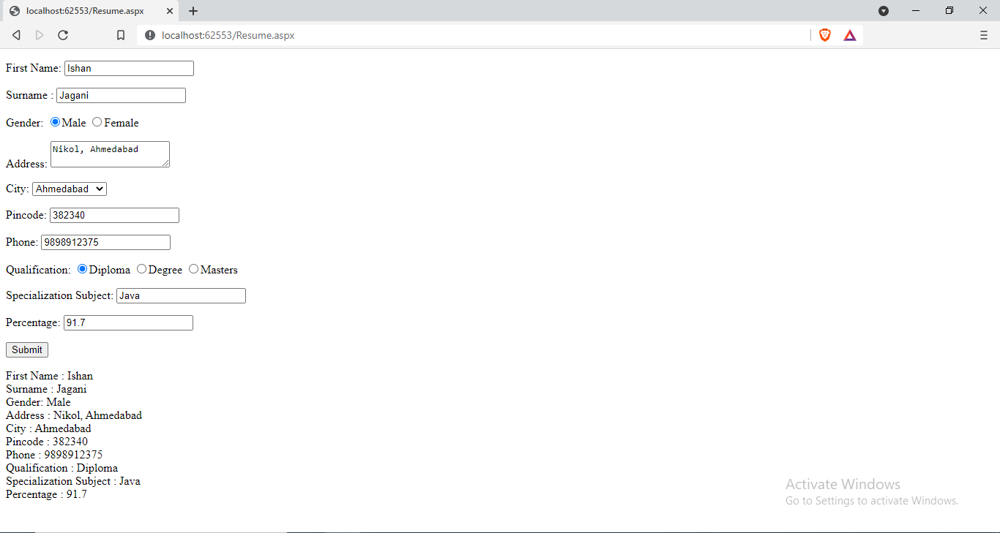 localhost:62553/Resume.aspx
localhost:62553/Resume.aspx
First Name: Ishan
Surname : Jagani
Gender: Male Female
Address: Nikol, Ahmedabad
City: Ahmedabad
Pincode: 382340
Phone: 9898912375
Qualification: Diploma Degree Masters
Specialization Subject: Java
Percentage: 91.7
Submit
First Name : Ishan
Surname : Jagani
Gender: Male
Address : Nikol, Ahmedabad
City : Ahmedabad
Pincode : 382340
Phone : 9898912375
Qualification : Diploma
Specialization Subject : Java
Percentage : 91.7
Activate Windows
Go to Settings to activate Windows.